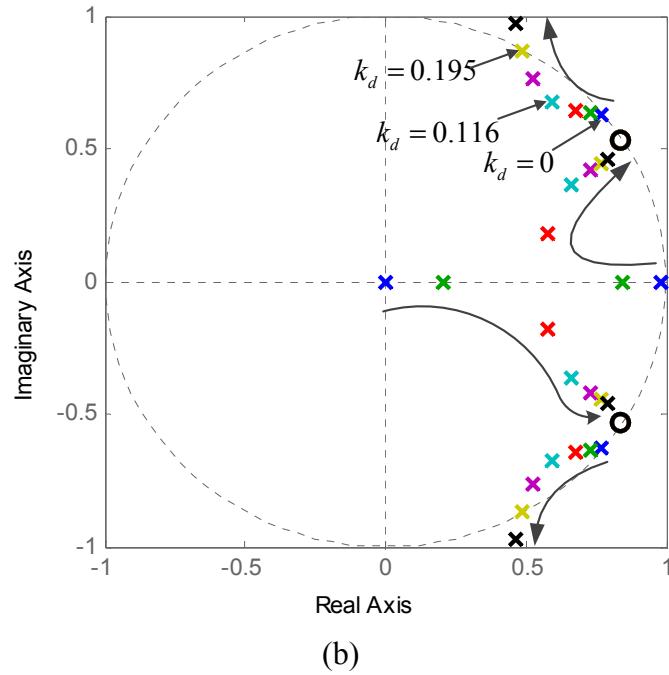 1
k_d = 0.195
k_d = 0.116
k_d = 0
0.5
0
-0.5
-1
-1
-0.5
0
0.5
1
Imaginary Axis
Real Axis
(b)